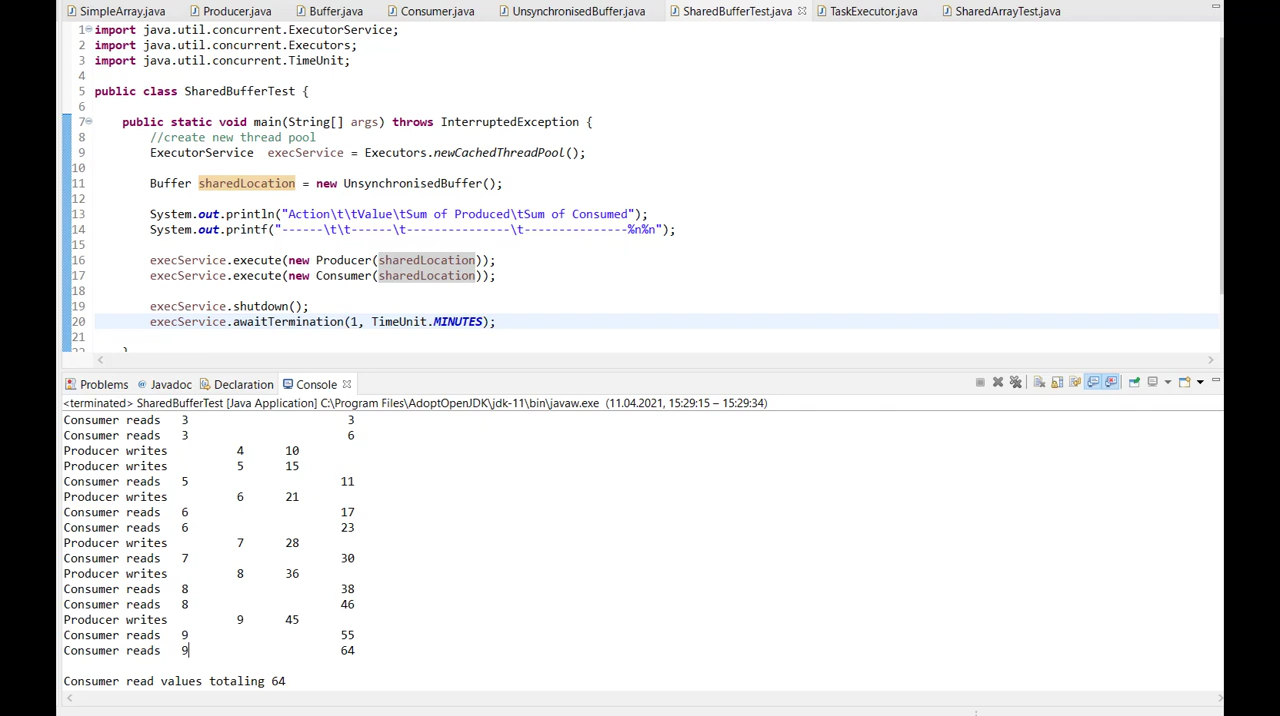 SimpleArray.java Producer.java Buffer.java Consumer.java UnsynchronisedBuffer.java SharedBufferTest.java TaskExecutor.java SharedArrayTest.java
1 import java.util.concurrent.ExecutorService;
2 import java.util.concurrent.Executors;
3 import java.util.concurrent.TimeUnit;
4
5 public class SharedBufferTest {
6
7 public static void main(String[] args) throws InterruptedException {
8 //create new thread pool
9 ExecutorService execService = Executors.newCachedThreadPool();
10
11 Buffer sharedLocation = new UnsynchronisedBuffer();
12
13 System.out.println("Action\t\tValue\tSum of Produced\tSum of Consumed");
14 System.out.printf("------\t\t------\t---------------\t---------------%n%n");
15
16 execService.execute(new Producer(sharedLocation));
17 execService.execute(new Consumer(sharedLocation));
18
19 execService.shutdown();
20 execService.awaitTermination(1, TimeUnit.MINUTES);
21
22 }
Problems Javadoc Declaration Console
<terminated> SharedBufferTest [Java Application] C:\Program Files\AdoptOpenJDK\jdk-11\bin\javaw.exe (11.04.2021, 15:29:15 – 15:29:34)
Consumer reads 3 3
Consumer reads 3 6
Producer writes 4 10
Producer writes 5 15
Consumer reads 5 11
Producer writes 6 21
Consumer reads 6 17
Consumer reads 6 23
Producer writes 7 28
Consumer reads 7 30
Producer writes 8 36
Consumer reads 8 38
Consumer reads 8 46
Producer writes 9 45
Consumer reads 9 55
Consumer reads 9 64
Consumer read values totaling 64